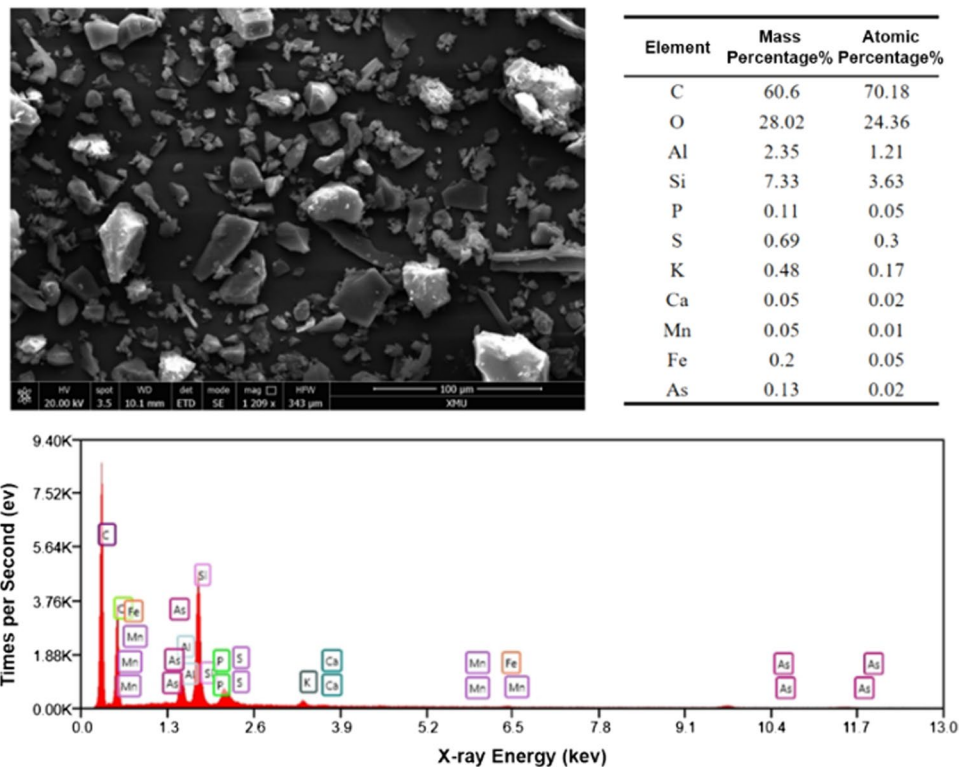 HV spot WD det mode mag □ HFW 100 µm
20.00 kV 3.5 10.1 mm ETD SE 1 209 x 343 µm XMU
Element Mass Percentage% Atomic Percentage%
C 60.6 70.18
O 28.02 24.36
Al 2.35 1.21
Si 7.33 3.63
P 0.11 0.05
S 0.69 0.3
K 0.48 0.17
Ca 0.05 0.02
Mn 0.05 0.01
Fe 0.2 0.05
As 0.13 0.02
Times per Second (ev)
9.40K
7.52K
5.64K
3.76K
1.88K
0.00K
C
Si
Fe As
Mn Al
Mn As P S Ca Mn Fe As As
Mn As Al S P S K Ca Mn Mn As As
0.0 1.3 2.6 3.9 5.2 6.5 7.8 9.1 10.4 11.7 13.0
X-ray Energy (kev)